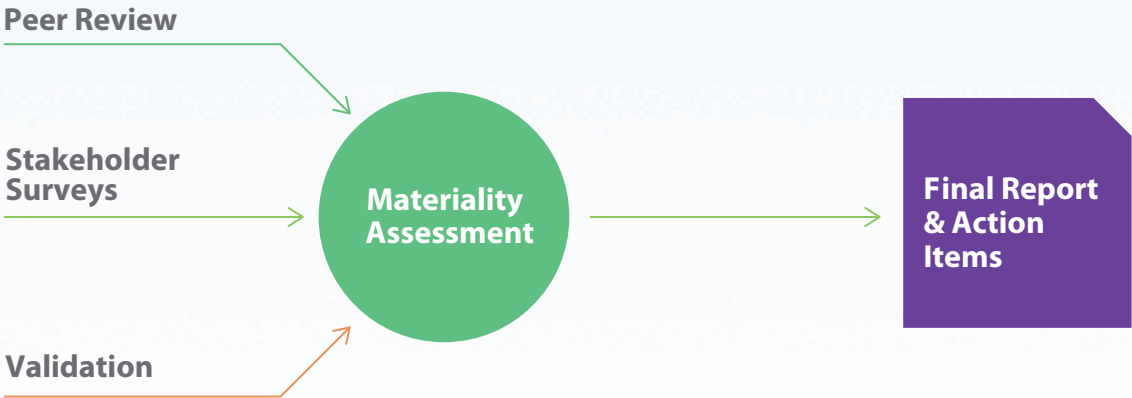 Peer Review
Stakeholder
Surveys
Validation
Materiality
Assessment
Final Report
& Action
Items